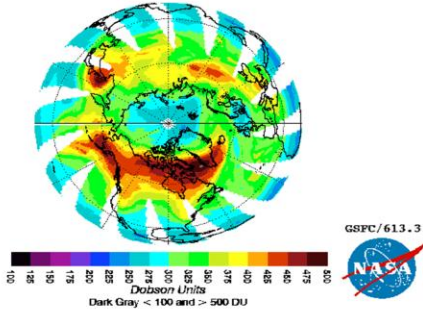 GSFC/613.3
NASA
100 125 150 175 200 225 250 275 300 325 350 375 400 425 450 475 500
Dobson Units
Dark Gray < 100 and > 500 DU